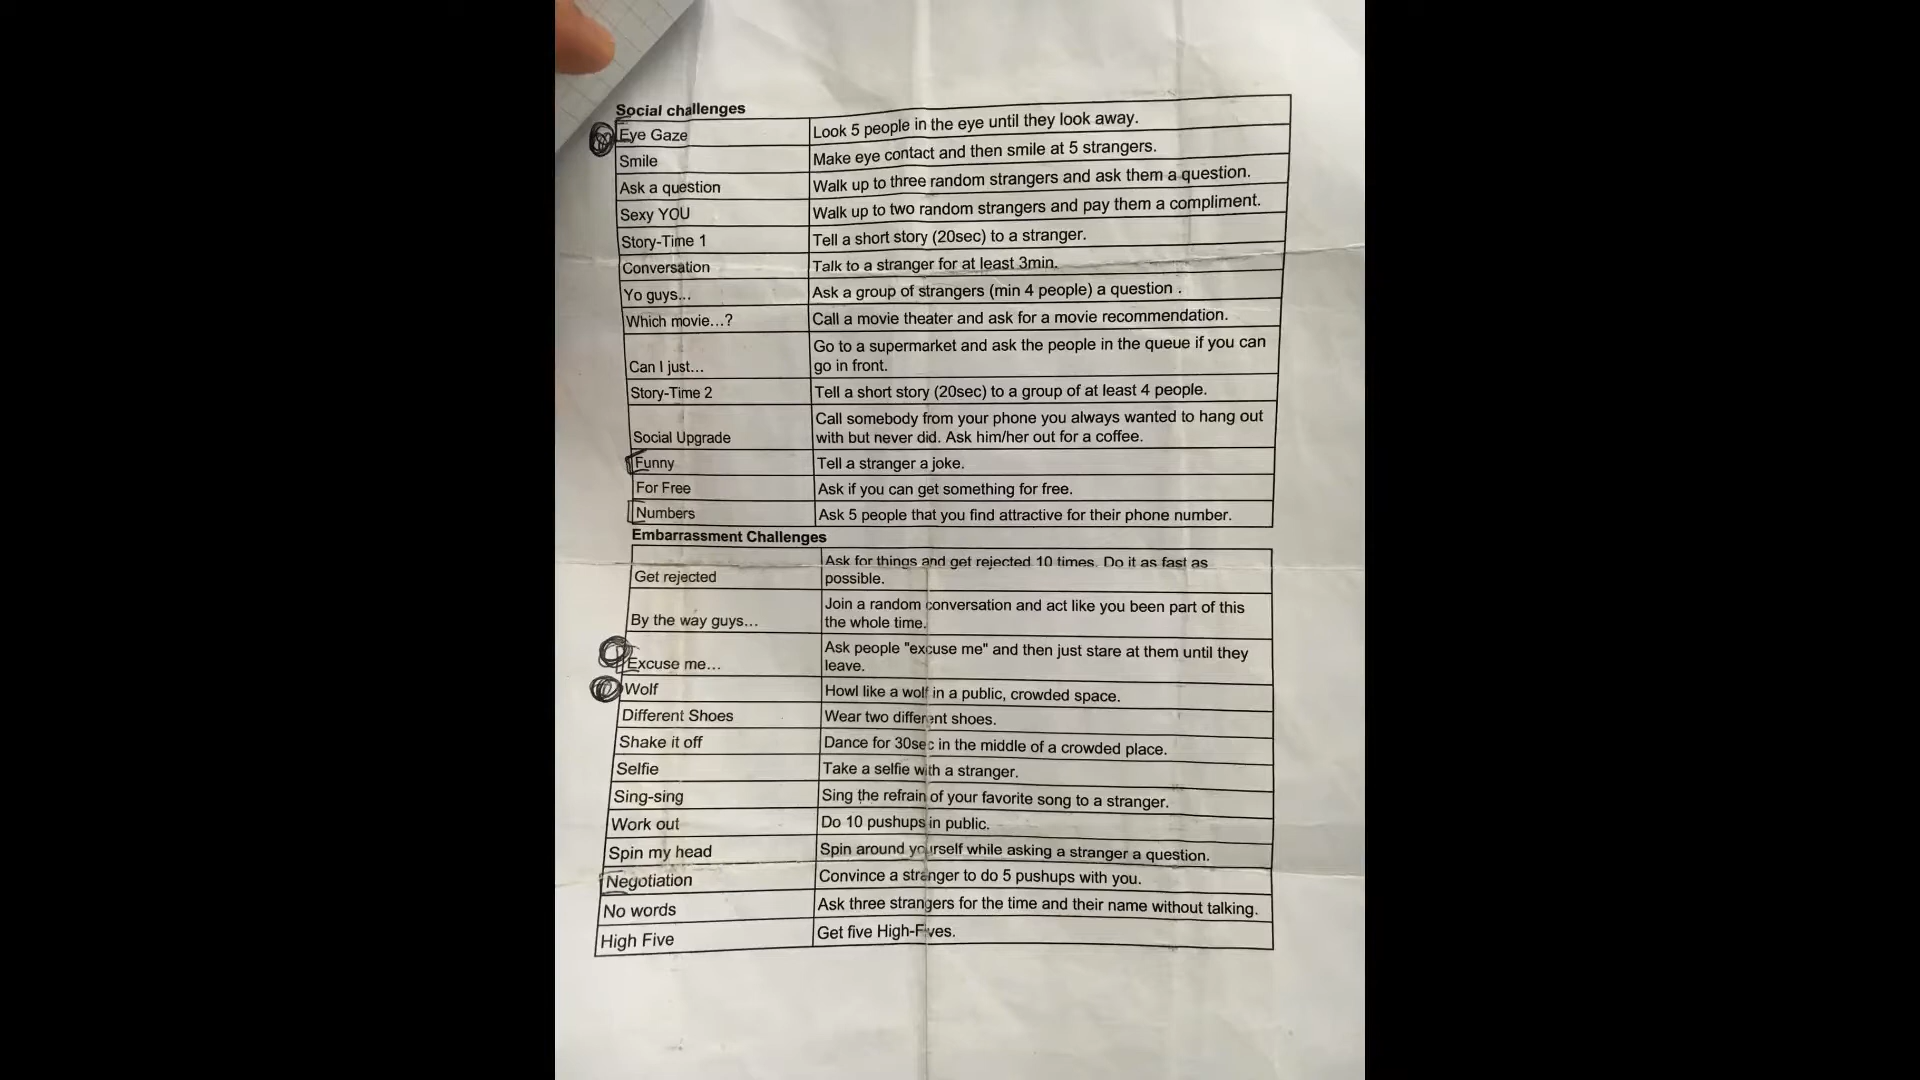 Social challenges
Eye Gaze Look 5 people in the eye until they look away.
Smile Make eye contact and then smile at 5 strangers.
Ask a question Walk up to three random strangers and ask them a question.
Sexy YOU Walk up to two random strangers and pay them a compliment.
Story-Time 1 Tell a short story (20sec) to a stranger.
Conversation Talk to a stranger for at least 3min.
Yo guys... Ask a group of strangers (min 4 people) a question .
Which movie...? Call a movie theater and ask for a movie recommendation.
Go to a supermarket and ask the people in the queue if you can
Can I just... go in front.
Story-Time 2 Tell a short story (20sec) to a group of at least 4 people.
Call somebody from your phone you always wanted to hang out
Social Upgrade with but never did. Ask him/her out for a coffee.
Funny Tell a stranger a joke.
For Free Ask if you can get something for free.
Numbers Ask 5 people that you find attractive for their phone number.
Embarrassment Challenges
Ask for things and get rejected 10 times. Do it as fast as
Get rejected possible.
Join a random conversation and act like you been part of this
By the way guys... the whole time.
Ask people "excuse me" and then just stare at them until they
Excuse me... leave.
Wolf Howl like a wolf in a public, crowded space.
Different Shoes Wear two different shoes.
Shake it off Dance for 30sec in the middle of a crowded place.
Selfie Take a selfie with a stranger.
Sing-sing Sing the refrain of your favorite song to a stranger.
Work out Do 10 pushups in public.
Spin my head Spin around yourself while asking a stranger a question.
Negotiation Convince a stranger to do 5 pushups with you.
No words Ask three strangers for the time and their name without talking.
High Five Get five High-Fives.